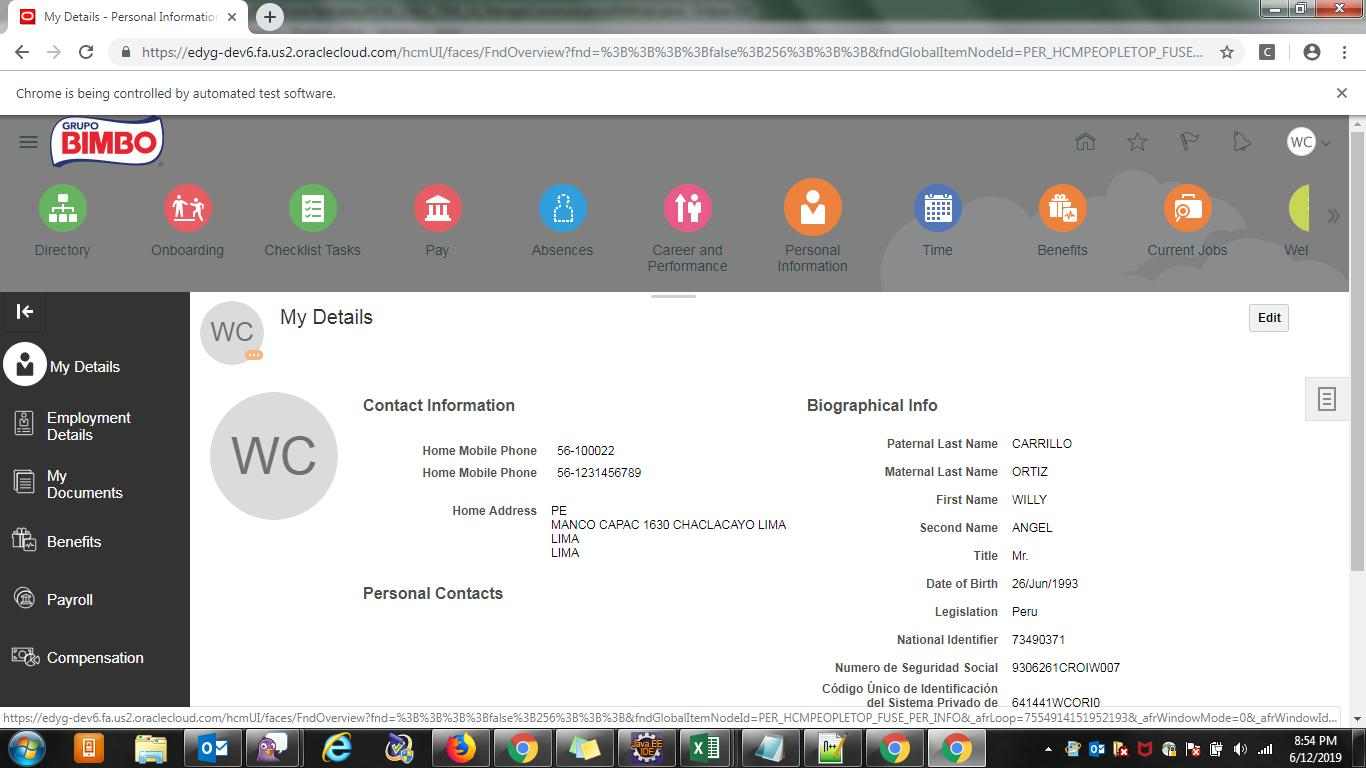 My Details - Personal Information
https://edyg-dev6.fa.us2.oraclecloud.com/hcmUI/faces/FndOverview?fnd=%3B%3B%3B%3Bfalse%3B256%3B%3B%3B&fndGlobalItemNodeId=PER_HCMPEOPLETOP_FUSE...
C
Chrome is being controlled by automated test software.
GRUPO
BIMBO
WC
Directory
Onboarding
Checklist Tasks
Pay
Absences
Career and
Performance
Personal
Information
Time
Benefits
Current Jobs
Wel
WC
My Details
Edit
My Details
Employment
Details
My
Documents
Benefits
Payroll
Compensation
WC
Contact Information
Home Mobile Phone 56-100022
Home Mobile Phone 56-1231456789
Home Address PE
MANCO CAPAC 1630 CHACLACAYO LIMA
LIMA
LIMA
Personal Contacts
Biographical Info
Paternal Last Name CARRILLO
Maternal Last Name ORTIZ
First Name WILLY
Second Name ANGEL
Title Mr.
Date of Birth 26/Jun/1993
Legislation Peru
National Identifier 73490371
Numero de Seguridad Social 9306261CROIW007
Código Único de Identificación
del Sistema Privado de 641441WCORI0
https://edyg-dev6.fa.us2.oraclecloud.com/hcmUI/faces/FndOverview?fnd=%3B%3B%3B%3Bfalse%3B256%3B%3B%3B&fndGlobalItemNodeId=PER_HCMPEOPLETOP_FUSE_PER_INFO&_afrLoop=7554914151952193&_afrWindowMode=0&_afrWindowId...
Java EE
IDE
8:54 PM
6/12/2019